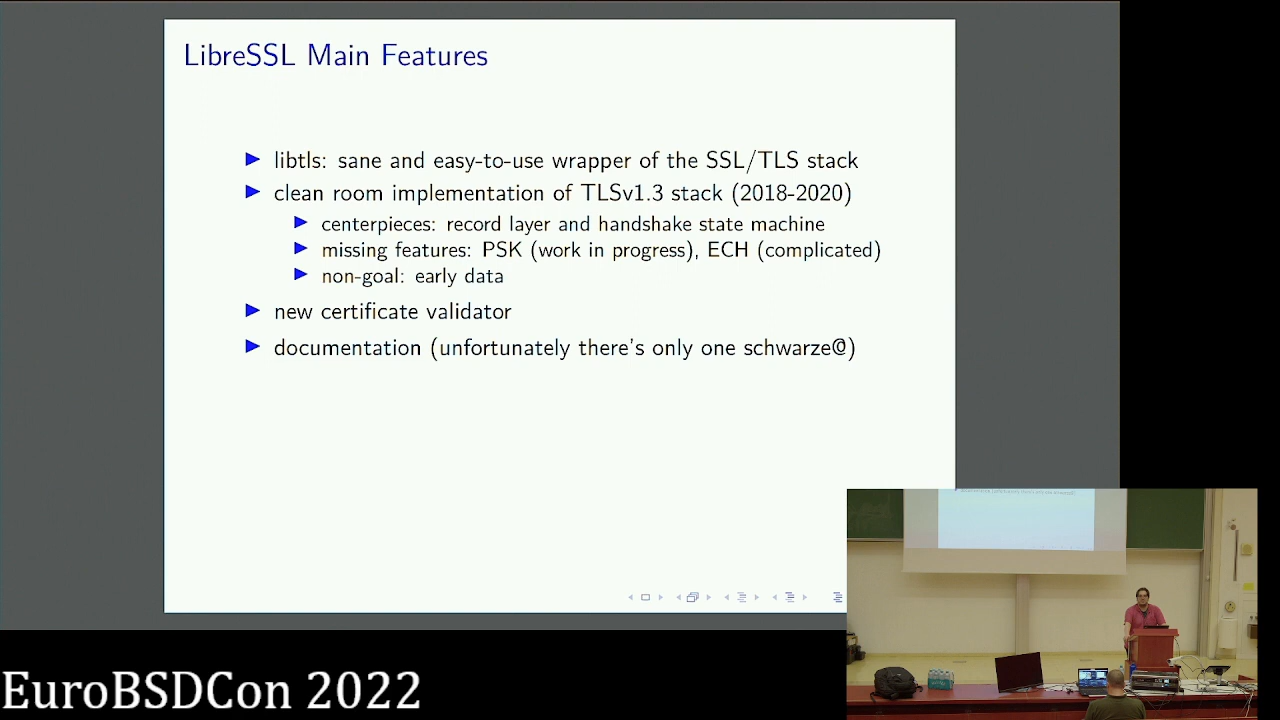 LibreSSL Main Features
libtls: sane and easy-to-use wrapper of the SSL/TLS stack
clean room implementation of TLSv1.3 stack (2018-2020)
centerpieces: record layer and handshake state machine
missing features: PSK (work in progress), ECH (complicated)
non-goal: early data
new certificate validator
documentation (unfortunately there's only one schwarze@)
EuroBSDCon 2022